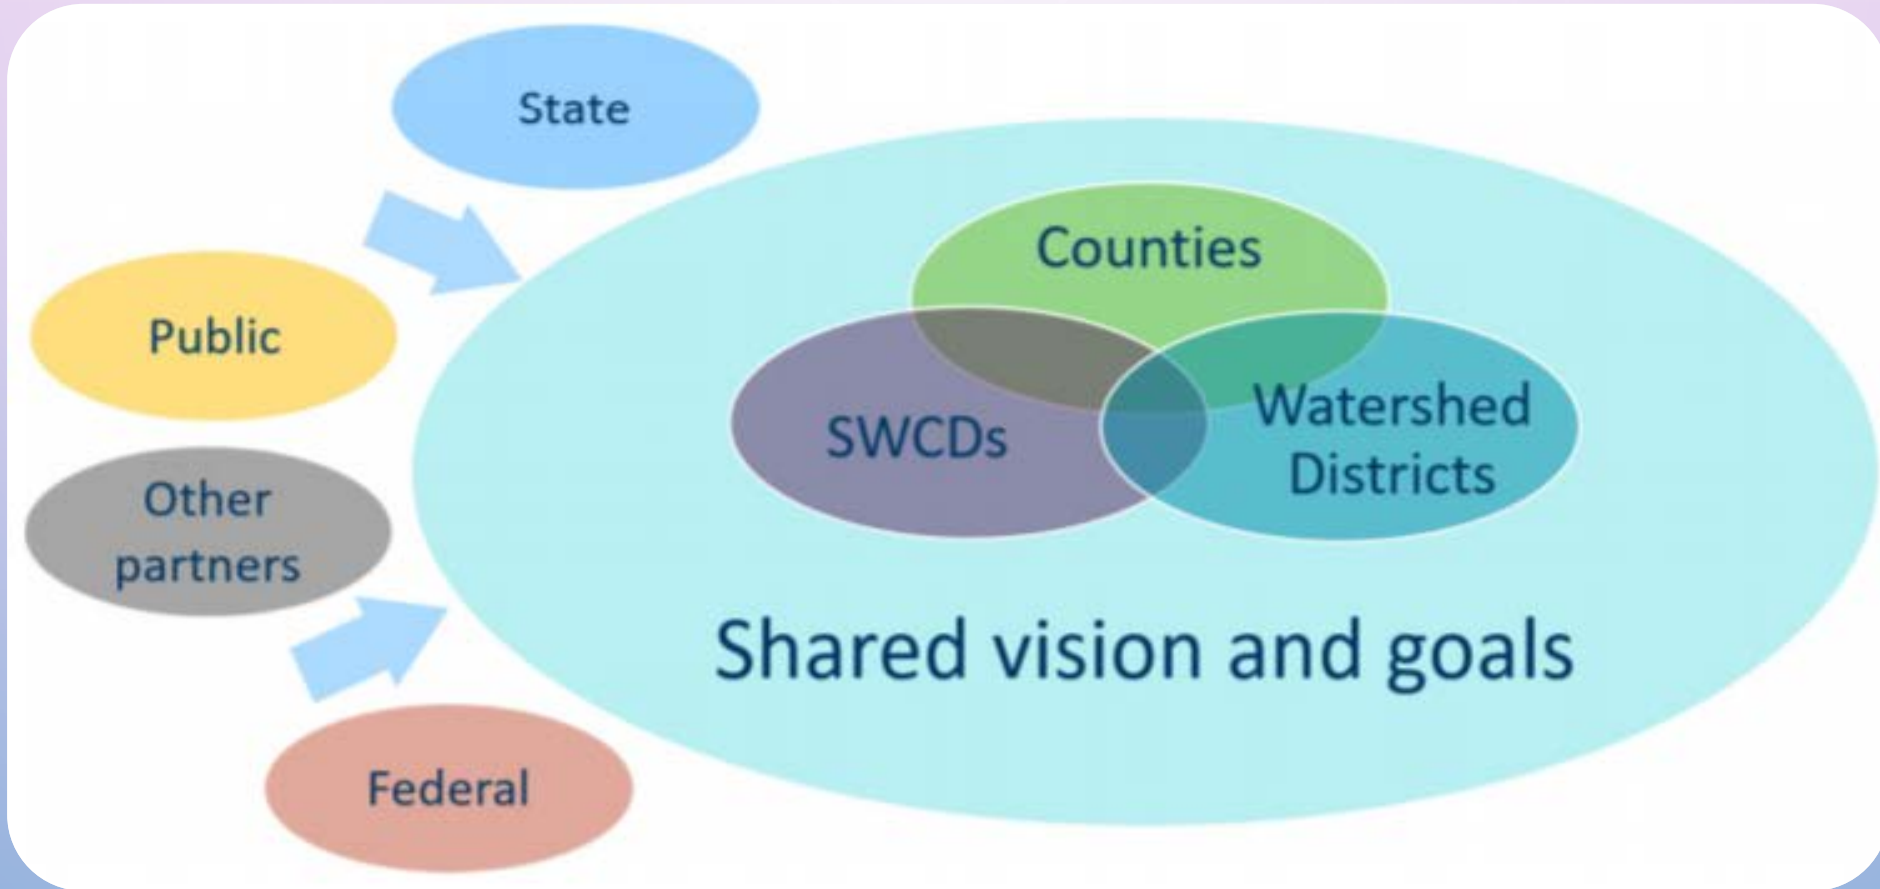 State
Counties
Public
SWCDs
Watershed
Districts
Other
partners
Shared vision and goals
Federal